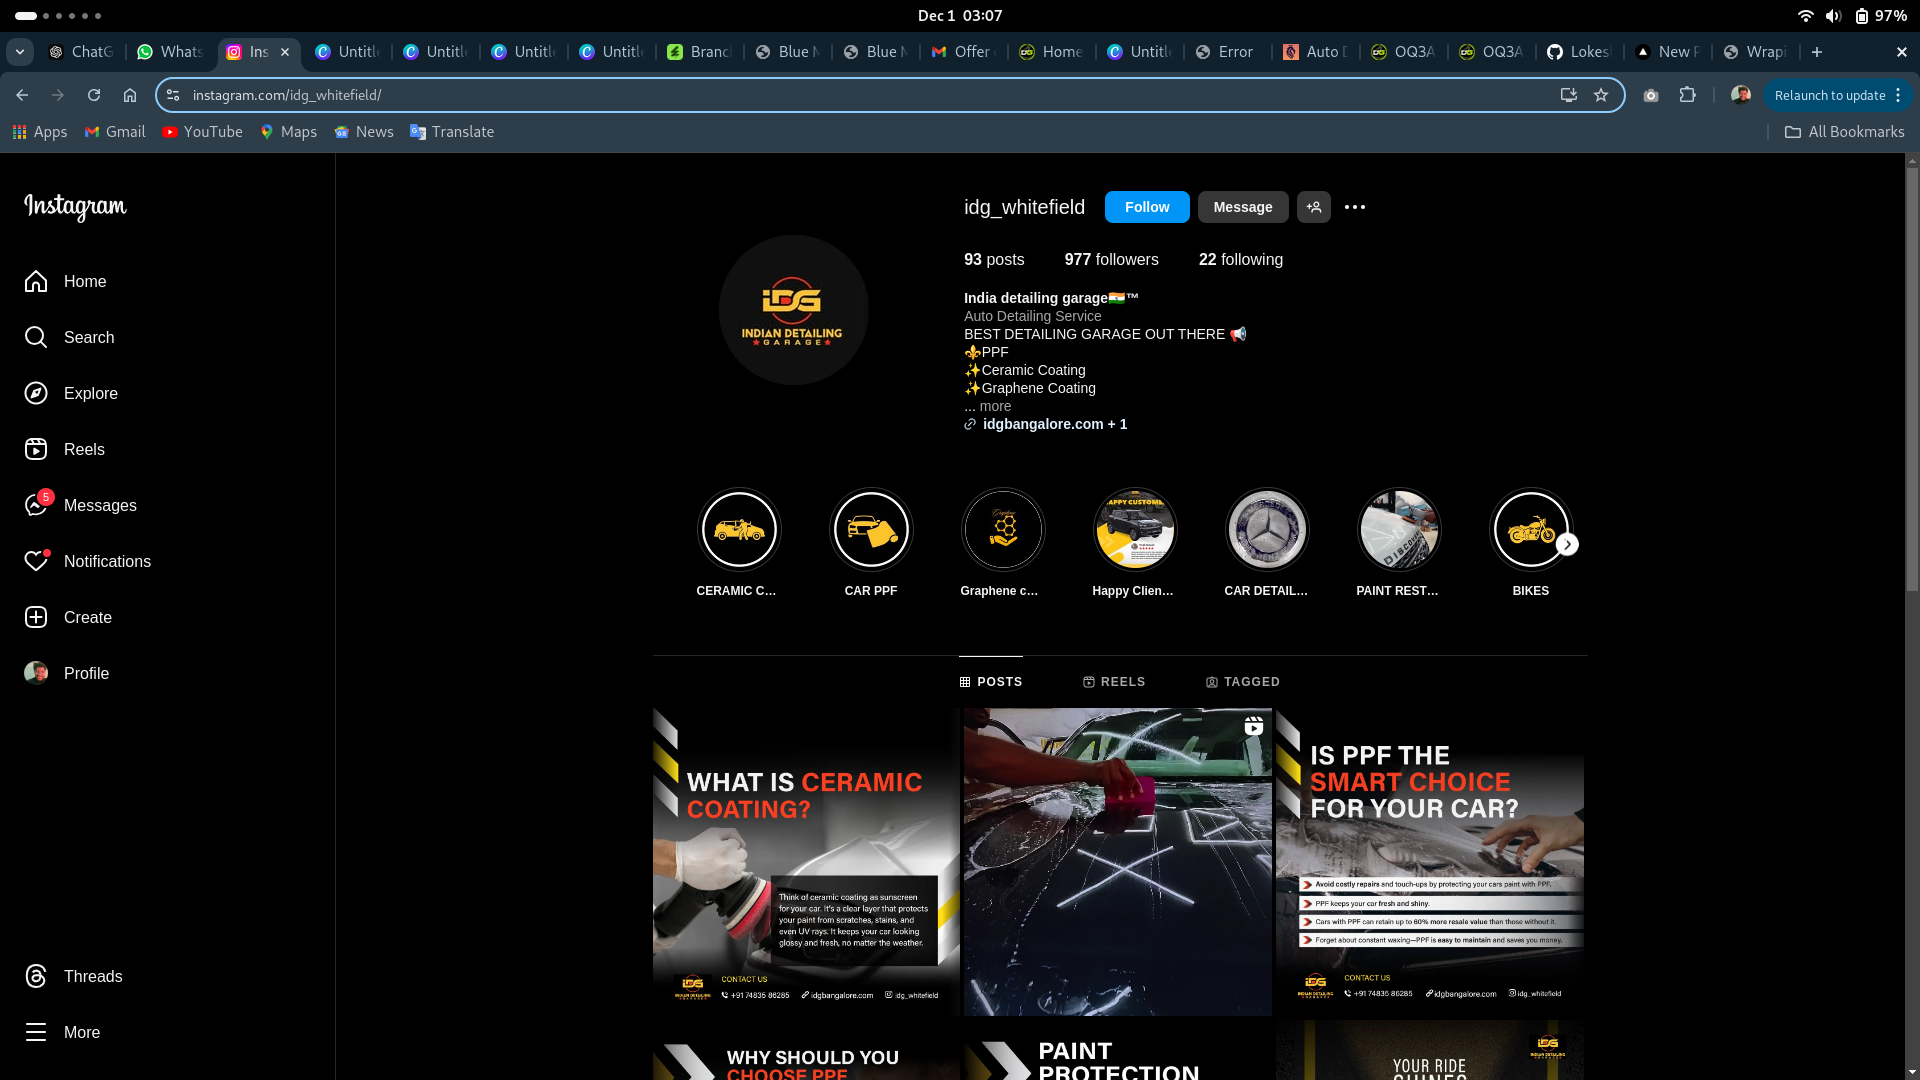 Dec 1 03:07
97%
ChatG
Whats
Ins
Untitle
Untitle
Untitle
Untitle
Branc
Blue N
Blue N
Offer
Home
Untitle
Error
Auto D
OQ3A
OQ3A
Lokes
New P
Wrapi
instagram.com/idg_whitefield/
Relaunch to update
Apps
Gmail
YouTube
Maps
News
Translate
All Bookmarks
Instagram
Home
Search
Explore
Reels
5
Messages
Notifications
Create
Profile
Threads
More
idg_whitefield
Follow
Message
93 posts
977 followers
22 following
India detailing garage🇮🇳™
Auto Detailing Service
BEST DETAILING GARAGE OUT THERE 📢
⚜️PPF
✨Ceramic Coating
✨Graphene Coating
... more
idgbangalore.com + 1
IDG
INDIAN DETAILING
GARAGE
CERAMIC C...
CAR PPF
Graphene c...
Happy Clien...
CAR DETAIL...
PAINT REST...
BIKES
POSTS
REELS
TAGGED
WHAT IS CERAMIC
COATING?
Think of ceramic coating as sunscreen
for your car. It's a clear layer that protects
your paint from scratches, stains, and
even UV rays. It keeps your car looking
glossy and fresh, no matter the weather.
CONTACT US
+91 74835 86285
idgbangalore.com
idg_whitefield
IS PPF THE
SMART CHOICE
FOR YOUR CAR?
Avoid costly repairs and touch-ups by protecting your cars paint with PPF.
PPF keeps your car fresh and shiny.
Cars with PPF can retain up to 60% more resale value than those without it.
Forget about constant waxing—PPF is easy to maintain and saves you money.
CONTACT US
+91 74835 86285
idgbangalore.com
idg_whitefield
WHY SHOULD YOU
CHOOSE PPF
PAINT
PROTECTION
YOUR RIDE